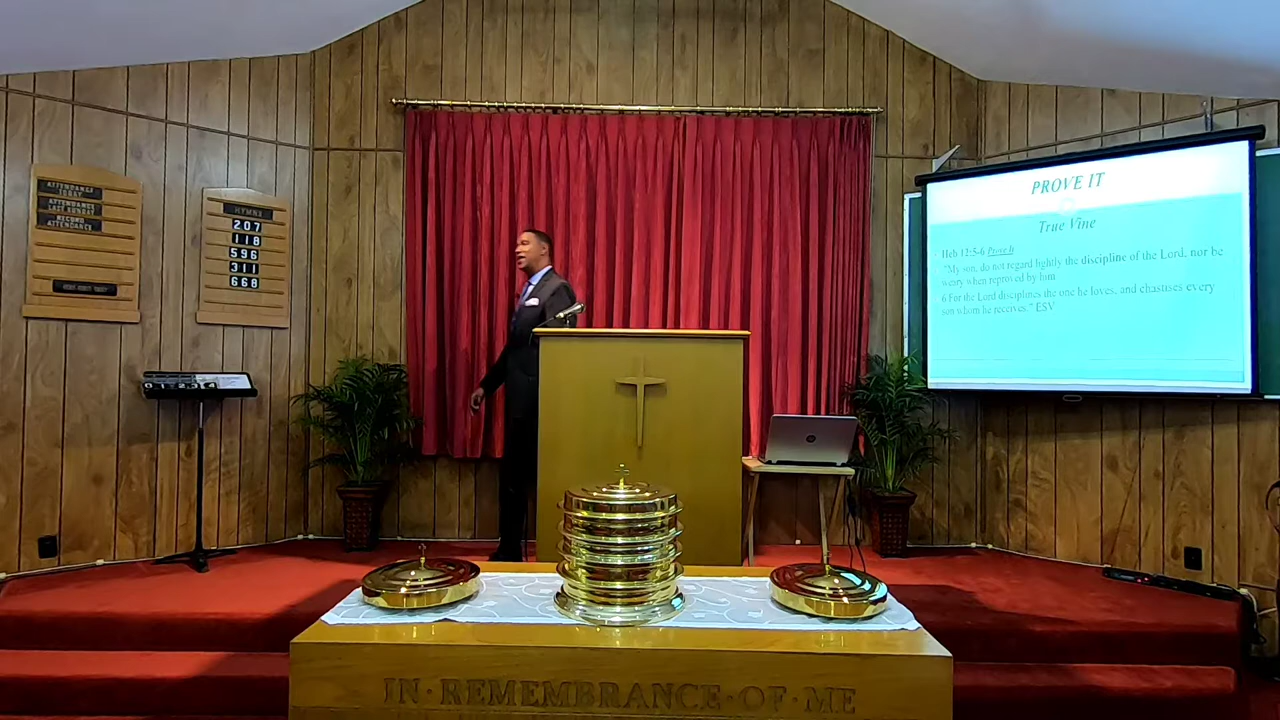 ATTENDANCE
TODAY
ATTENDANCE
LAST SUNDAY
RECORD
ATTENDANCE
HYMNS
207
118
596
311
668
PROVE IT
True Vine
Heb 12:5-6 Prove It
"My son, do not regard lightly the discipline of the Lord, nor be
weary when reproved by him
6 For the Lord disciplines the one he loves, and chastises every
son whom he receives." ESV
IN·REMEMBRANCE·OF·ME